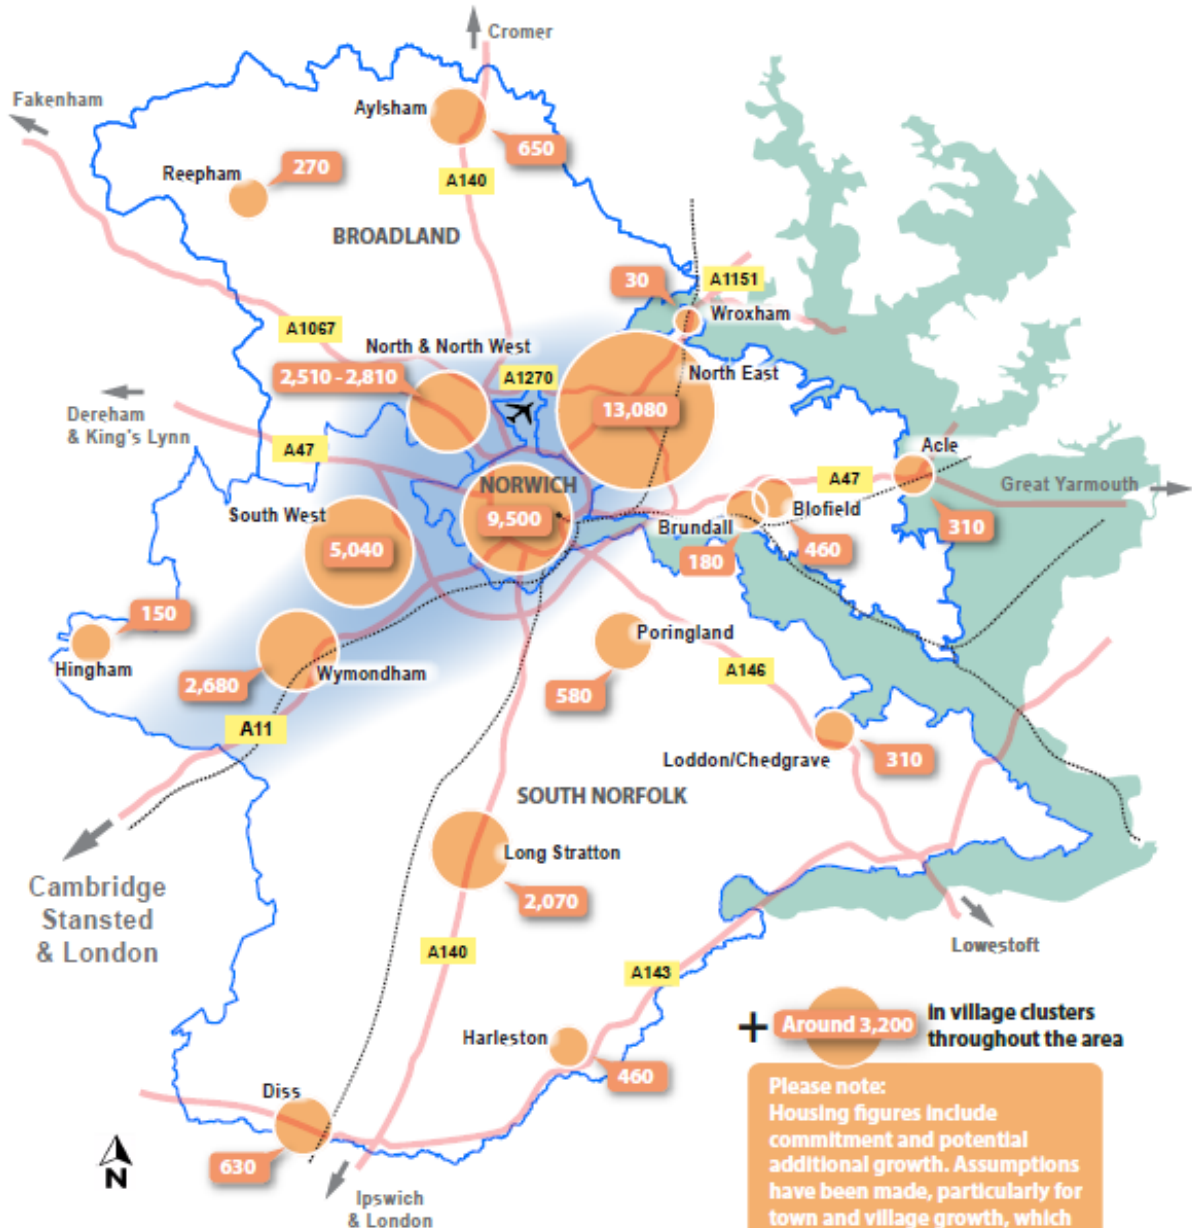 Cromer
Fakenham
Aylsham
650
Reepham
270
A140
BROADLAND
30
A1151
Wroxham
A1067
North & North West
2,510 - 2,810
A1270
North East
13,080
Dereham
& King's Lynn
A47
NORWICH
9,500
South West
5,040
Acle
A47
Great Yarmouth
310
Blofield
Brundall
180
460
150
Hingham
Poringland
580
Wymondham
2,680
A146
A11
Loddon/Chedgrave
310
SOUTH NORFOLK
Long Stratton
2,070
Cambridge
Stansted
& London
A140
Lowestoft
A143
Harleston
460
+ Around 3,200 in village clusters
throughout the area
Diss
630
N
Ipswich
& London
Please note:
Housing figures include
commitment and potential
additional growth. Assumptions
have been made, particularly for
town and village growth, which